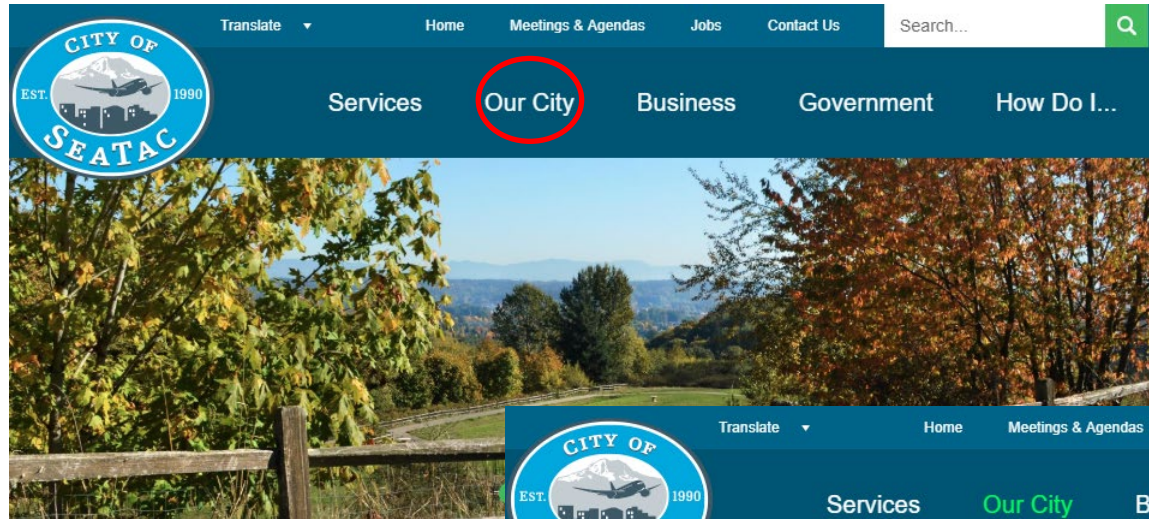 Translate ▼ Home Meetings & Agendas Jobs Contact Us Search...
CITY OF
EST. 1990
SEATAC
Services Our City Business Government How Do I...
Translate ▼ Home Meetings & Agendas
CITY OF
EST. 1990
Services Our City B